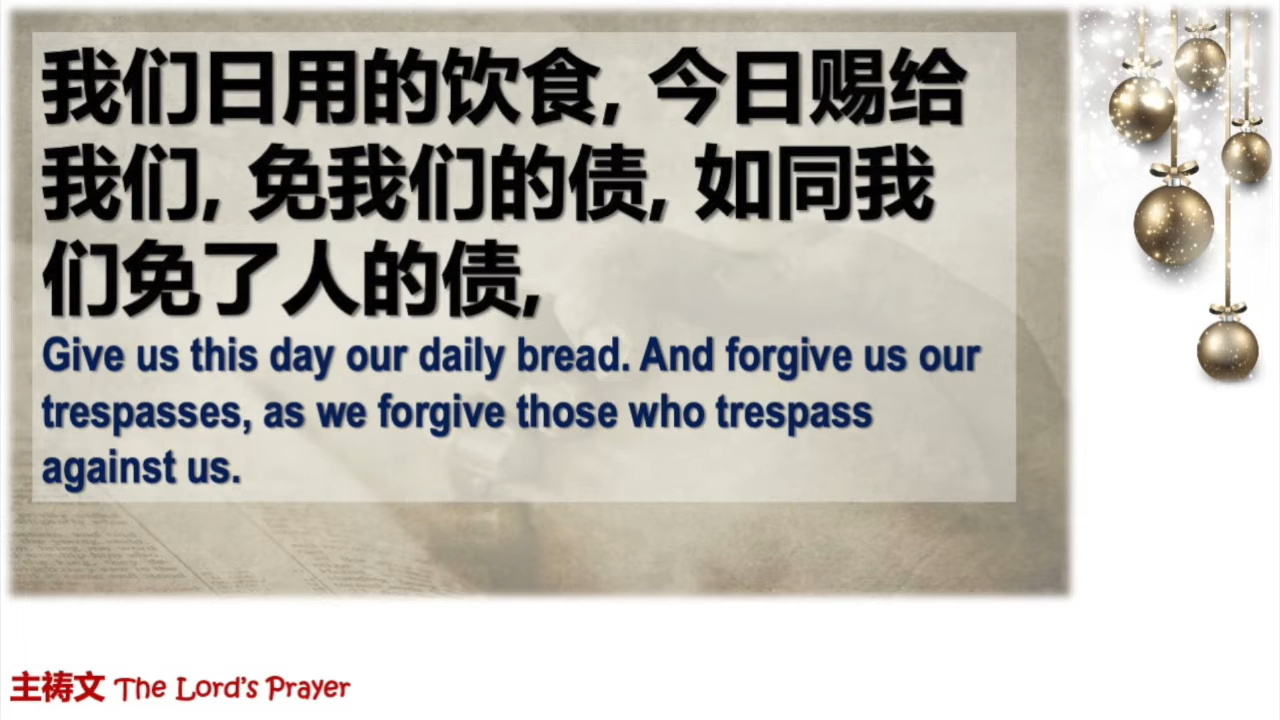 我们日用的饮食, 今日赐给
我们, 免我们的债, 如同我
们免了人的债,
Give us this day our daily bread. And forgive us our
trespasses, as we forgive those who trespass
against us.
主祷文 The Lord's Prayer